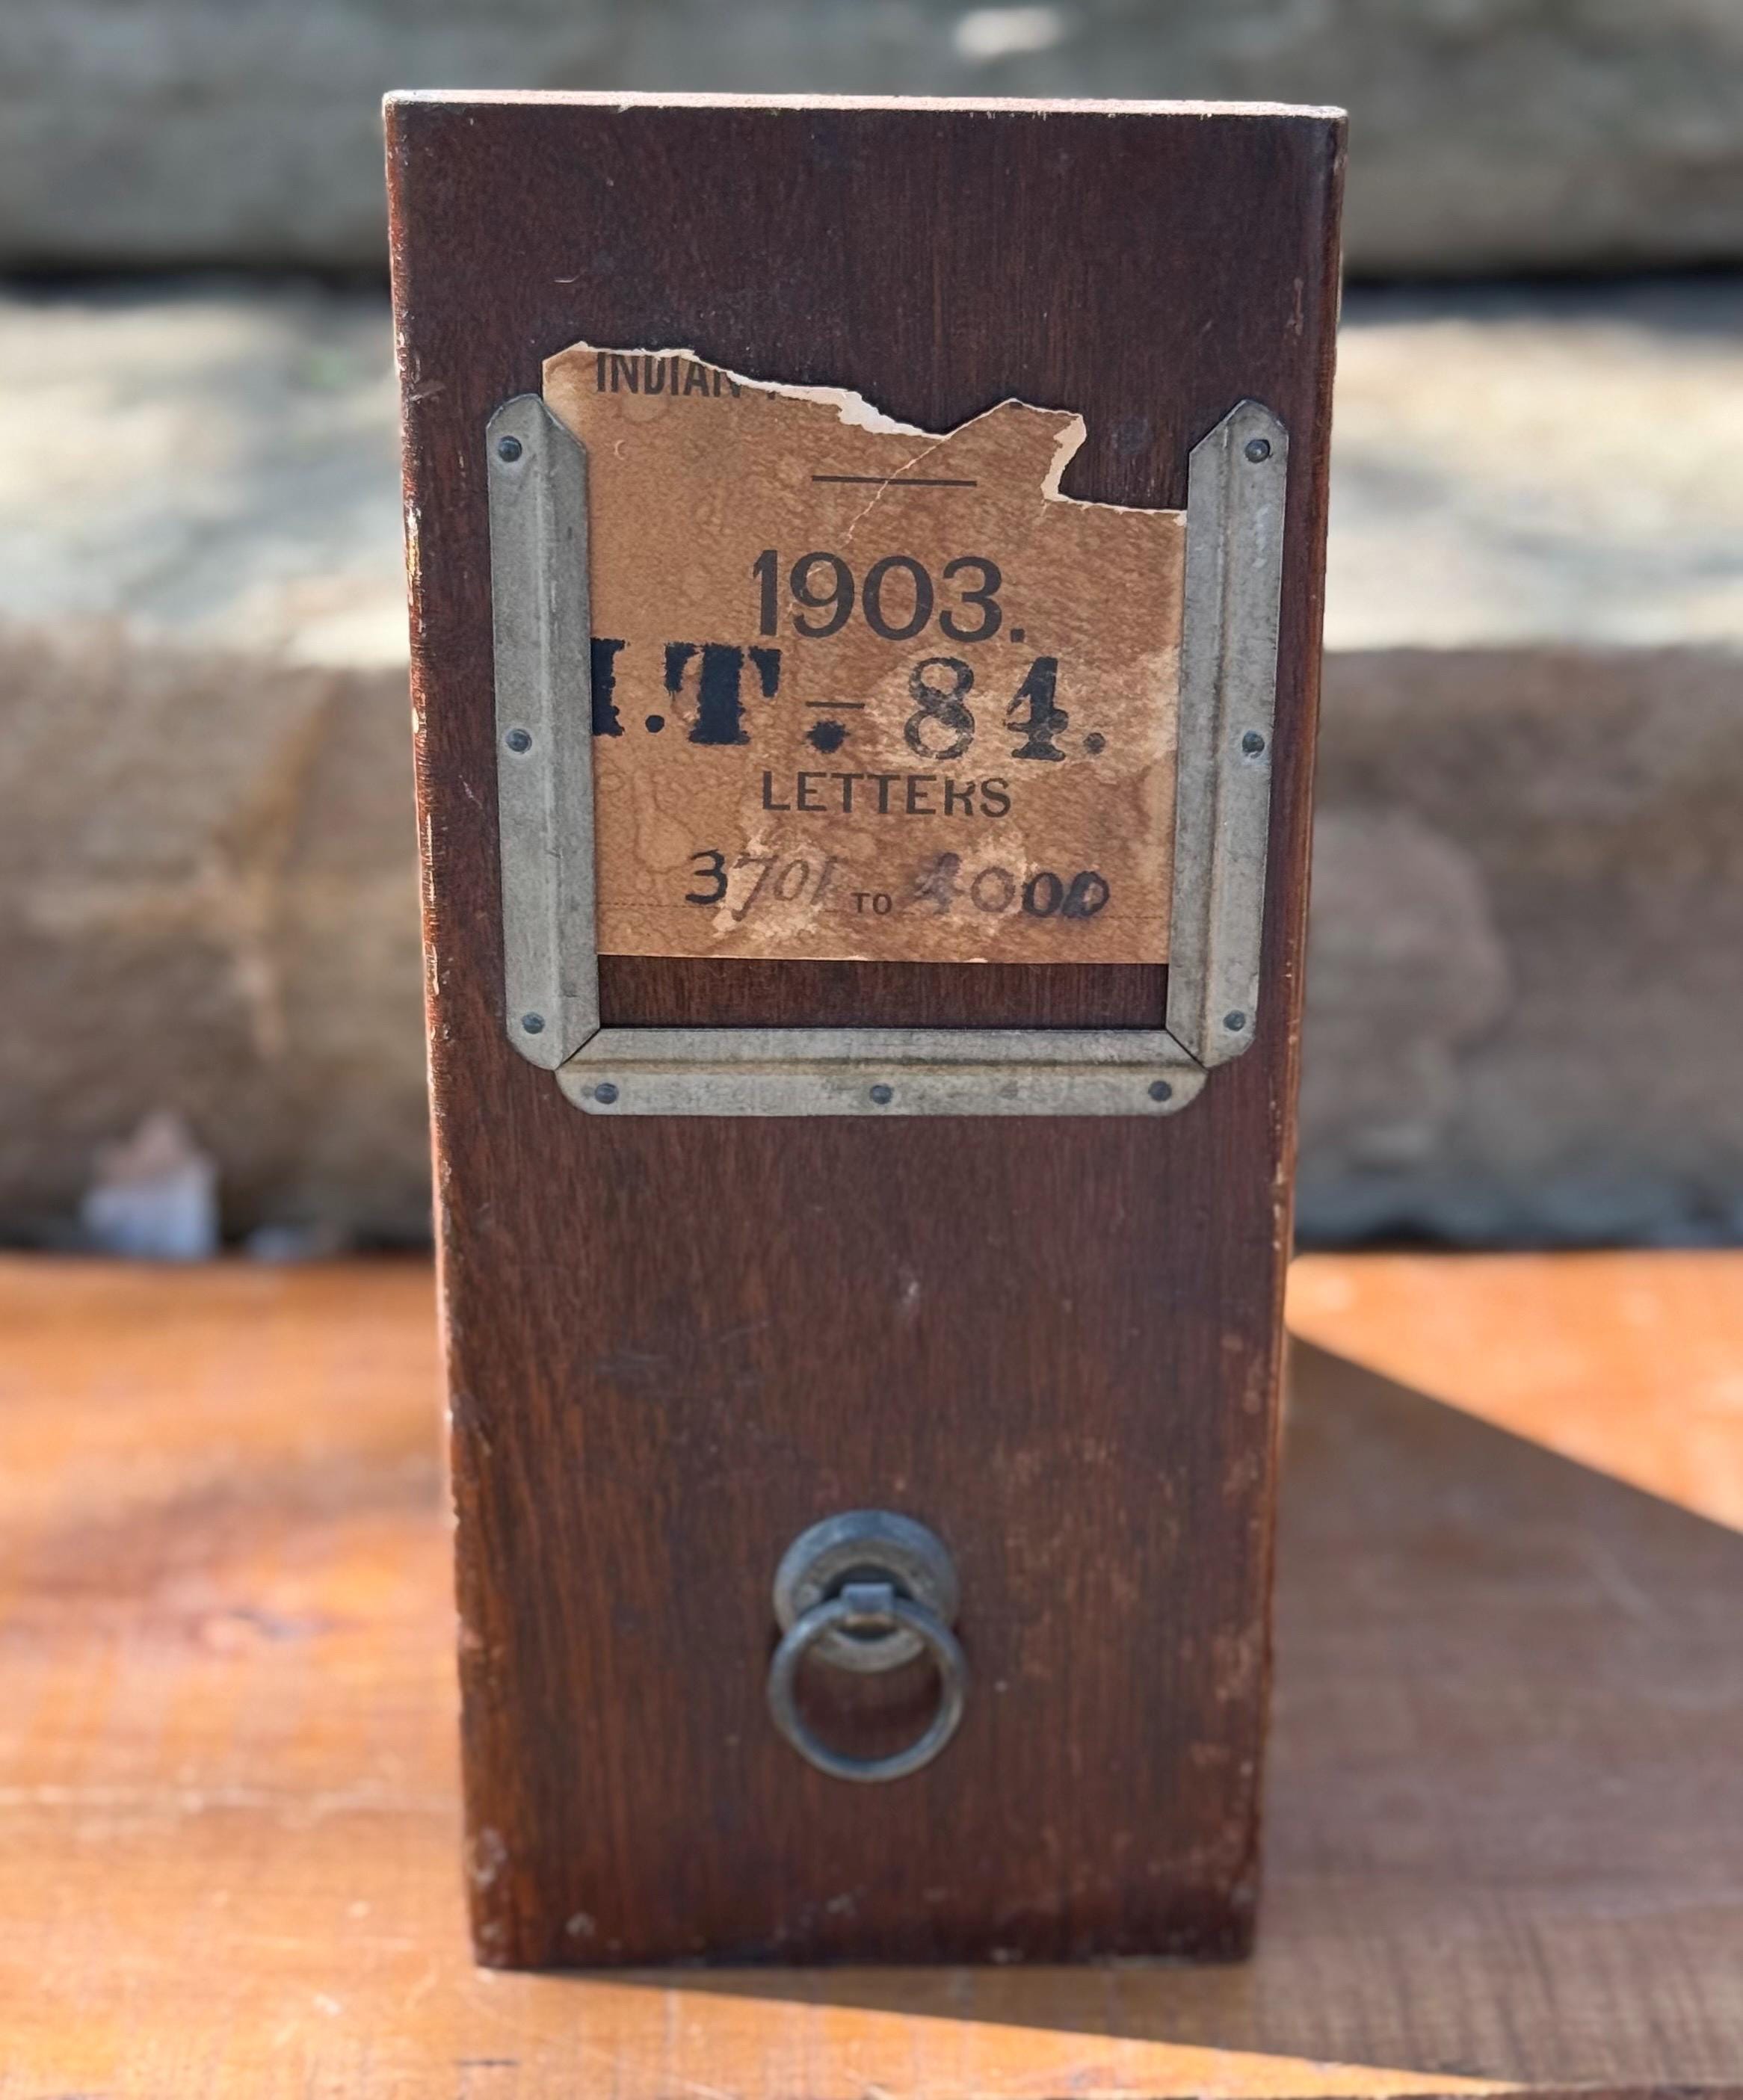 INDIAN
1903.
I.T. - 84.
LETTERS
3701 TO 4000